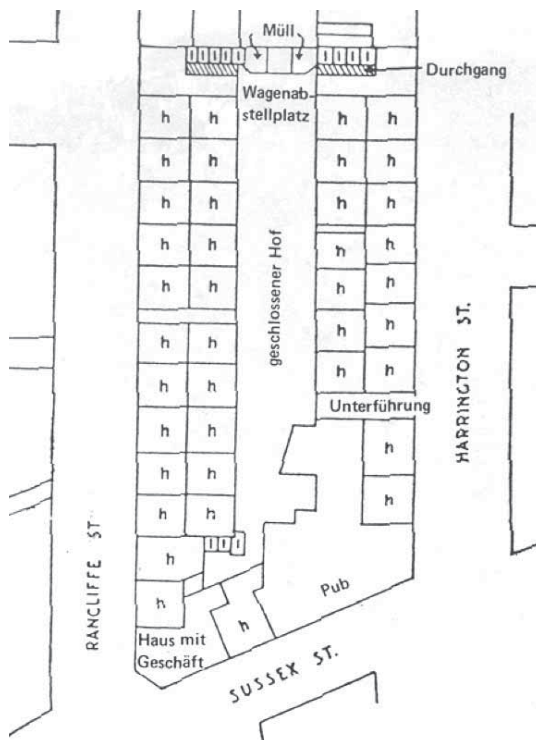 Müll
I I I I I
I I I I
Durchgang
Wagenab
stellplatz
h h h h
h h h h
h h h h
h h h h
h h h h
h h h h
h h h h
geschlossener Hof
Unterführung
HARRINGTON ST.
h h h
h h h
h h
h I I I
h
RANCLIFFE ST
Pub
h
Haus mit
Geschäft
SUSSEX ST.